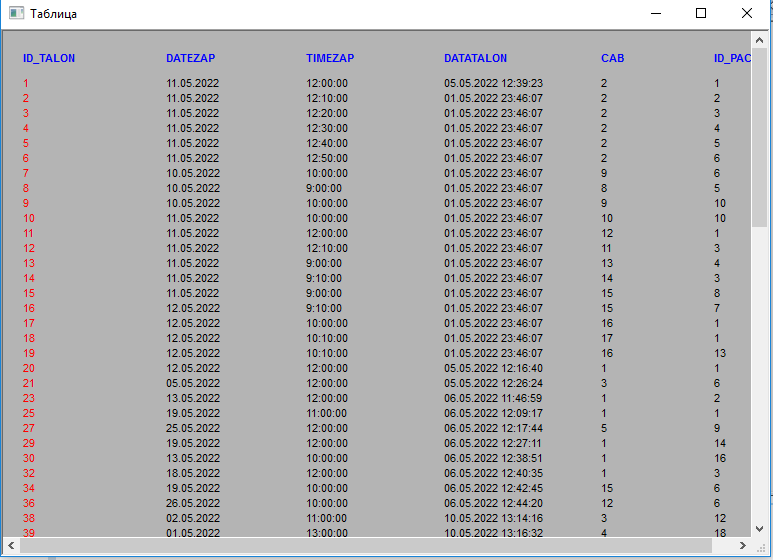 Таблица
ID_TALON DATEZAP TIMEZAP DATATALON CAB ID_PAC
1 11.05.2022 12:00:00 05.05.2022 12:39:23 2 1
2 11.05.2022 12:10:00 01.05.2022 23:46:07 2 2
3 11.05.2022 12:20:00 01.05.2022 23:46:07 2 3
4 11.05.2022 12:30:00 01.05.2022 23:46:07 2 4
5 11.05.2022 12:40:00 01.05.2022 23:46:07 2 5
6 11.05.2022 12:50:00 01.05.2022 23:46:07 2 6
7 10.05.2022 10:00:00 01.05.2022 23:46:07 9 6
8 10.05.2022 9:00:00 01.05.2022 23:46:07 8 5
9 10.05.2022 10:00:00 01.05.2022 23:46:07 9 10
10 11.05.2022 10:00:00 01.05.2022 23:46:07 10 10
11 11.05.2022 12:00:00 01.05.2022 23:46:07 12 1
12 11.05.2022 12:10:00 01.05.2022 23:46:07 11 3
13 11.05.2022 9:00:00 01.05.2022 23:46:07 13 4
14 11.05.2022 9:10:00 01.05.2022 23:46:07 14 3
15 11.05.2022 9:00:00 01.05.2022 23:46:07 15 8
16 12.05.2022 9:10:00 01.05.2022 23:46:07 15 7
17 12.05.2022 10:00:00 01.05.2022 23:46:07 16 1
18 12.05.2022 10:10:00 01.05.2022 23:46:07 17 1
19 12.05.2022 10:10:00 01.05.2022 23:46:07 16 13
20 12.05.2022 12:00:00 05.05.2022 12:16:40 1 1
21 05.05.2022 12:00:00 05.05.2022 12:26:24 3 6
23 13.05.2022 12:00:00 06.05.2022 11:46:59 1 2
25 19.05.2022 11:00:00 06.05.2022 12:09:17 1 1
27 25.05.2022 12:00:00 06.05.2022 12:17:44 5 9
29 19.05.2022 12:00:00 06.05.2022 12:27:11 1 14
30 13.05.2022 10:00:00 06.05.2022 12:38:51 1 16
32 18.05.2022 12:00:00 06.05.2022 12:40:35 1 3
34 19.05.2022 10:00:00 06.05.2022 12:42:45 15 6
36 26.05.2022 10:00:00 06.05.2022 12:44:20 12 6
38 02.05.2022 11:00:00 10.05.2022 13:14:16 3 12
39 01.05.2022 13:00:00 10.05.2022 13:16:32 4 18